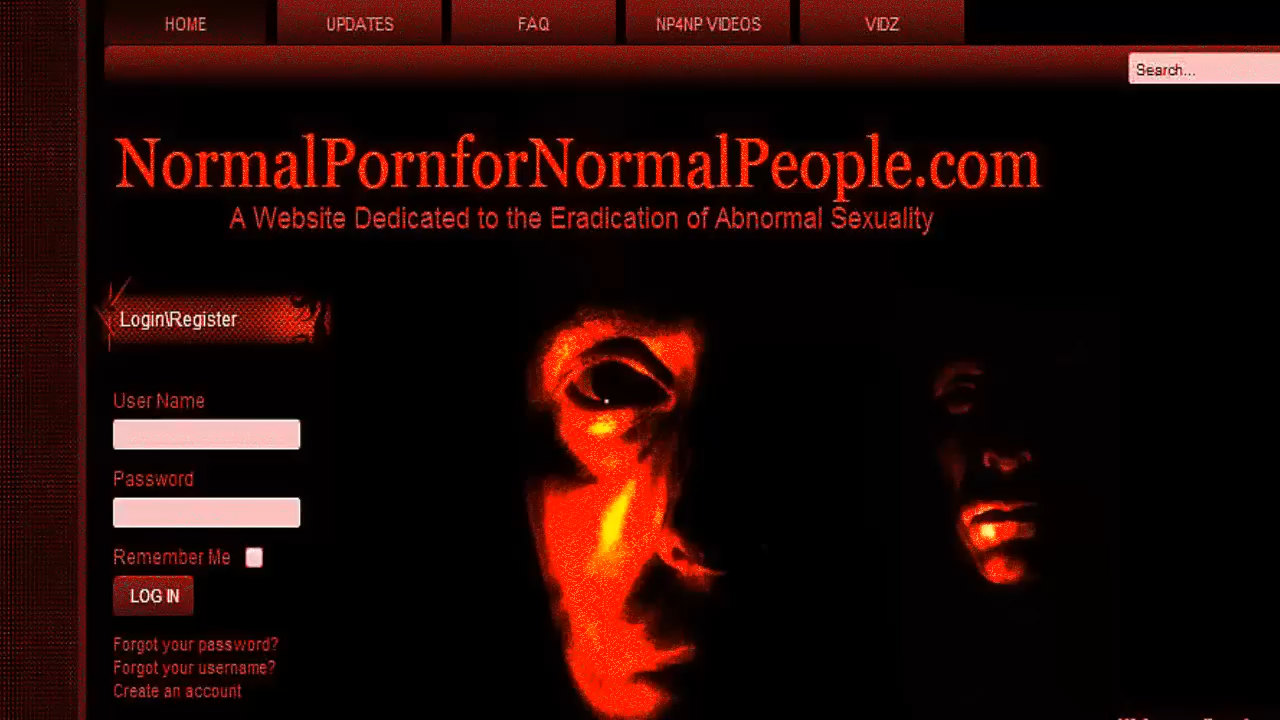 HOME
UPDATES
FAQ
NP4NP VIDEOS
VIDZ
Search...
NormalPornforNormalPeople.com
A Website Dedicated to the Eradication of Abnormal Sexuality
Login\Register
User Name
Password
Remember Me
LOG IN
Forgot your password?
Forgot your username?
Create an account